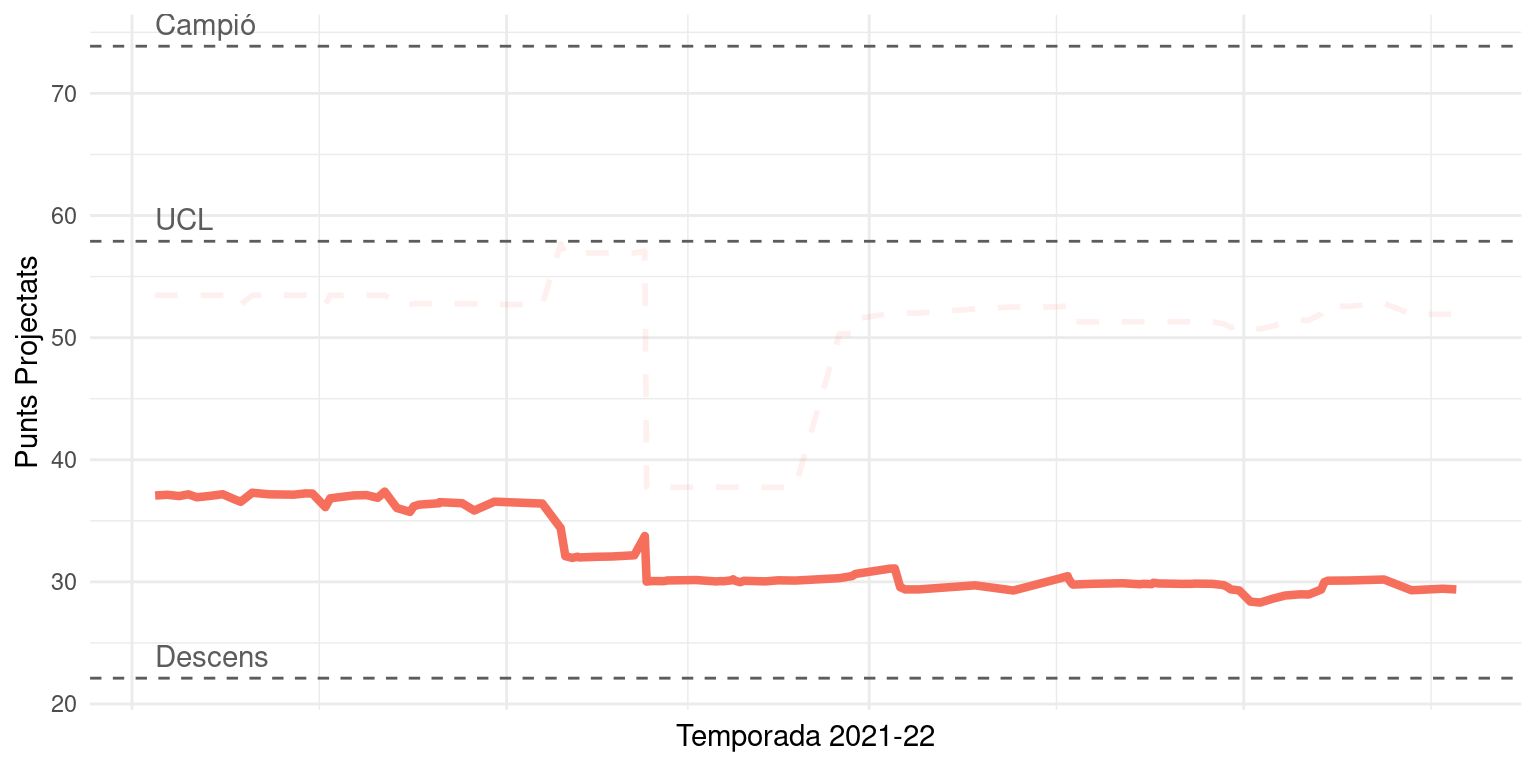 Campió
70
UCL
60
50
40
30
Descens
20
Punts Projectats
Temporada 2021-22